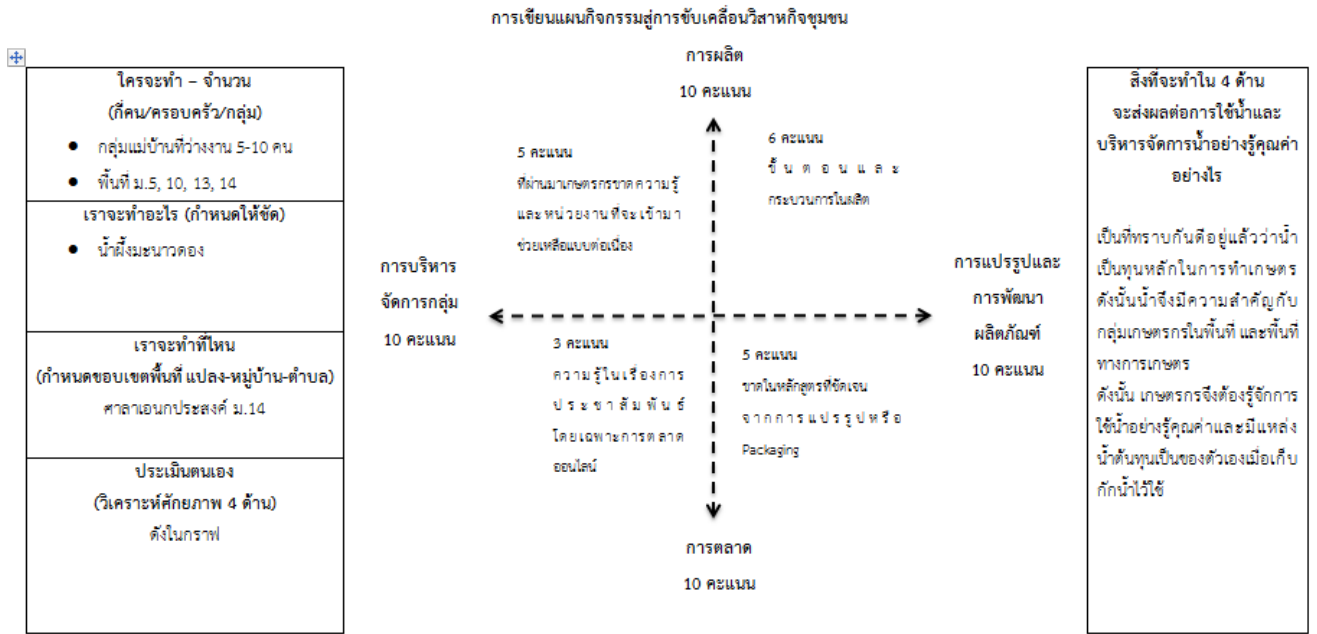 การเขียนแผนกิจกรรมสู่การขับเคลื่อนวิสาหกิจชุมชน
ใครจะทำ – จำนวน
(กี่คน/ครอบครัว/กลุ่ม)
● กลุ่มแม่บ้านที่ว่างงาน 5-10 คน
● พื้นที่ ม.5, 10, 13, 14
เราจะทำอะไร (กำหนดให้ชัด)
● น้ำผึ้งมะนาวดอง
เราจะทำที่ไหน
(กำหนดขอบเขตพื้นที่ แปลง-หมู่บ้าน-ตำบล)
ศาลาเอนกประสงค์ ม.14
ประเมินตนเอง
(วิเคราะห์ศักยภาพ 4 ด้าน)
ดังในกราฟ
การผลิต
10 คะแนน
5 คะแนน
ที่ผ่านมาเกษตรกรขาดความรู้
และหน่วยงานที่จะเข้ามา
ช่วยเหลือแบบต่อเนื่อง
6 คะแนน
ขั้นตอนและ
กระบวนการในผลิต
การบริหาร
จัดการกลุ่ม
10 คะแนน
การแปรรูปและ
การพัฒนา
ผลิตภัณฑ์
10 คะแนน
3 คะแนน
ความรู้ในเรื่องการ
ประชาสัมพันธ์
โดยเฉพาะการตลาด
ออนไลน์
5 คะแนน
ขาดในหลักสูตรที่ชัดเจน
จากการแปรรูปหรือ
Packaging
การตลาด
10 คะแนน
สิ่งที่จะทำใน 4 ด้าน
จะส่งผลต่อการใช้น้ำและ
บริหารจัดการน้ำอย่างรู้คุณค่า
อย่างไร
เป็นที่ทราบกันดีอยู่แล้วว่าน้ำ
เป็นทุนหลักในการทำเกษตร
ดังนั้นน้ำจึงมีความสำคัญกับ
กลุ่มเกษตรกรในพื้นที่ และพื้นที่
ทางการเกษตร
ดังนั้น เกษตรกรจึงต้องรู้จักการ
ใช้น้ำอย่างรู้คุณค่าและมีแหล่ง
น้ำต้นทุนเป็นของตัวเองเมื่อเก็บ
กักน้ำไว้ใช้